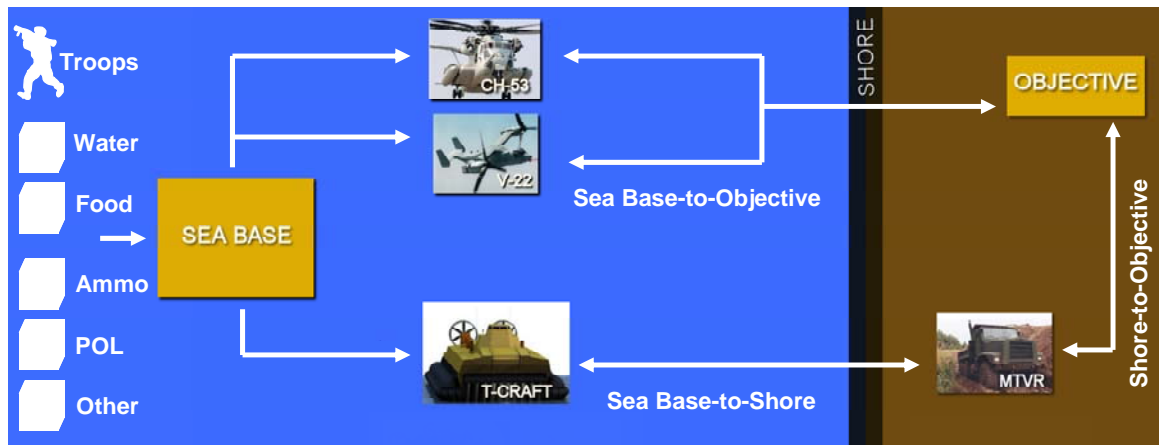 Troops
Water
Food
Ammo
POL
Other
SEA BASE
CH-53
V-22
Sea Base-to-Objective
T-CRAFT
Sea Base-to-Shore
SHORE
OBJECTIVE
Shore-to-Objective
MTVR